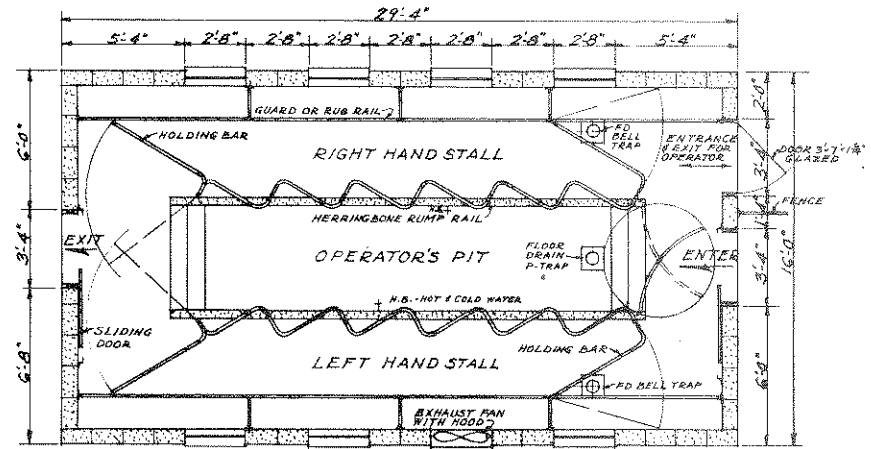 29'-4"
5'-4" 2'-8" 2'-8" 2'-8" 2'-8" 2'-8" 2'-8" 2'-8" 5'-4"
GUARD OR RUB RAIL
HOLDING BAR
FD
BELL
TRAP
ENTRANCE
& EXIT FOR
OPERATOR
DOOR 3'-7'-1¾"
GLAZED
RIGHT HAND STALL
FENCE
H.B.
HERRINGBONE RUMP RAIL
EXIT
OPERATOR'S PIT
FLOOR
DRAIN
P-TRAP
ENTER
H.B. - HOT & COLD WATER
SLIDING
DOOR
HOLDING BAR
LEFT HAND STALL
FD BELL TRAP
EXHAUST FAN
WITH HOOD
6'-0"
3'-4"
6'-8"
2'-0"
3'-4"
1'-4"
3'-4"
6'-0"
16'-0"